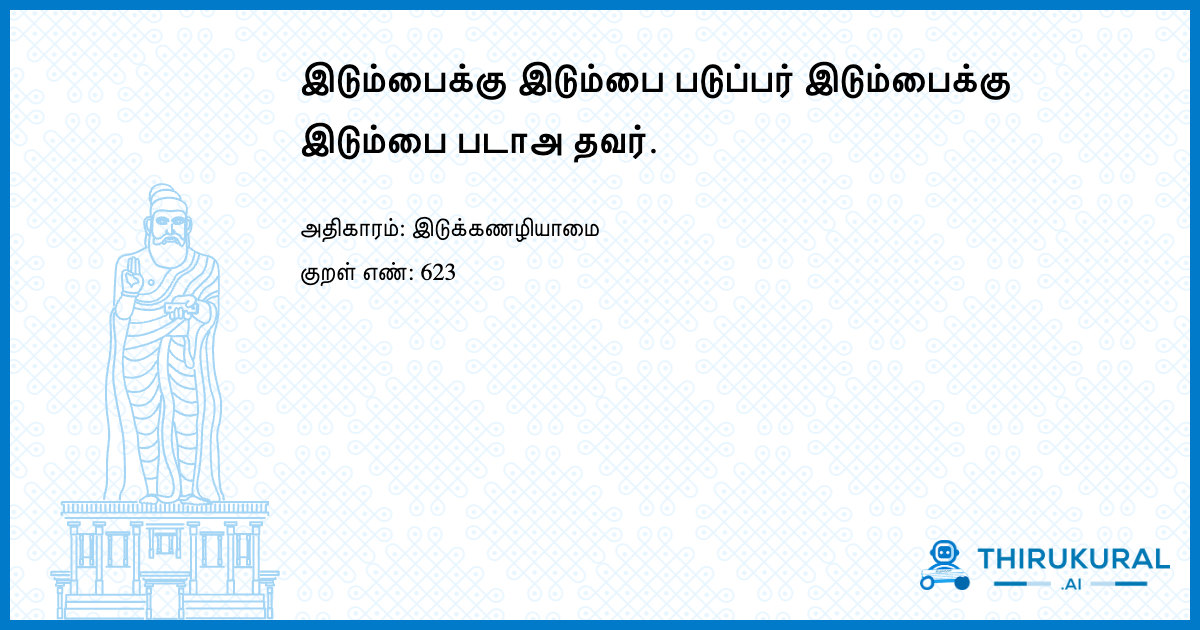 இடும்பைக்கு இடும்பை படுப்பர் இடும்பைக்கு
இடும்பை படாஅ தவர்.
அதிகாரம்: இடுக்கணழியாமை
குறள் எண்: 623
THIRUKURAL
.AI